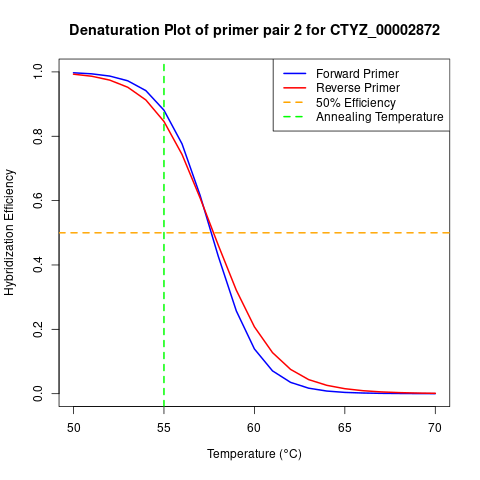 Denaturation Plot of primer pair 2 for CTYZ_00002872
Forward Primer
Reverse Primer
50% Efficiency
Annealing Temperature
Hybridization Efficiency
1.0
0.8
0.6
0.4
0.2
0.0
50 55 60 65 70
Temperature (°C)